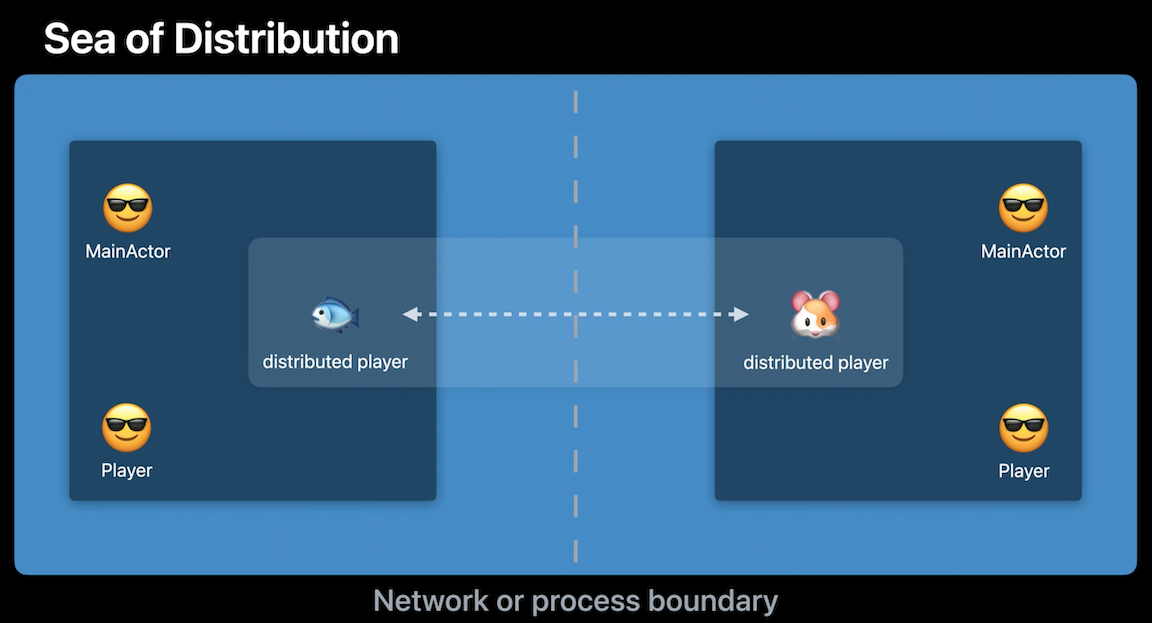 Sea of Distribution
MainActor
MainActor
distributed player
distributed player
Player
Player
Network or process boundary